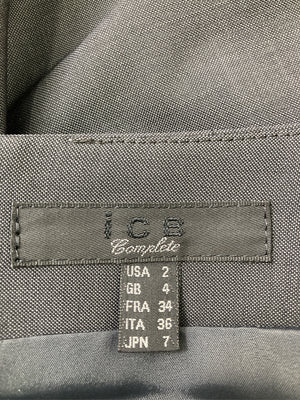 iCB
Complete
USA 2
GB 4
FRA 34
ITA 36
JPN 7